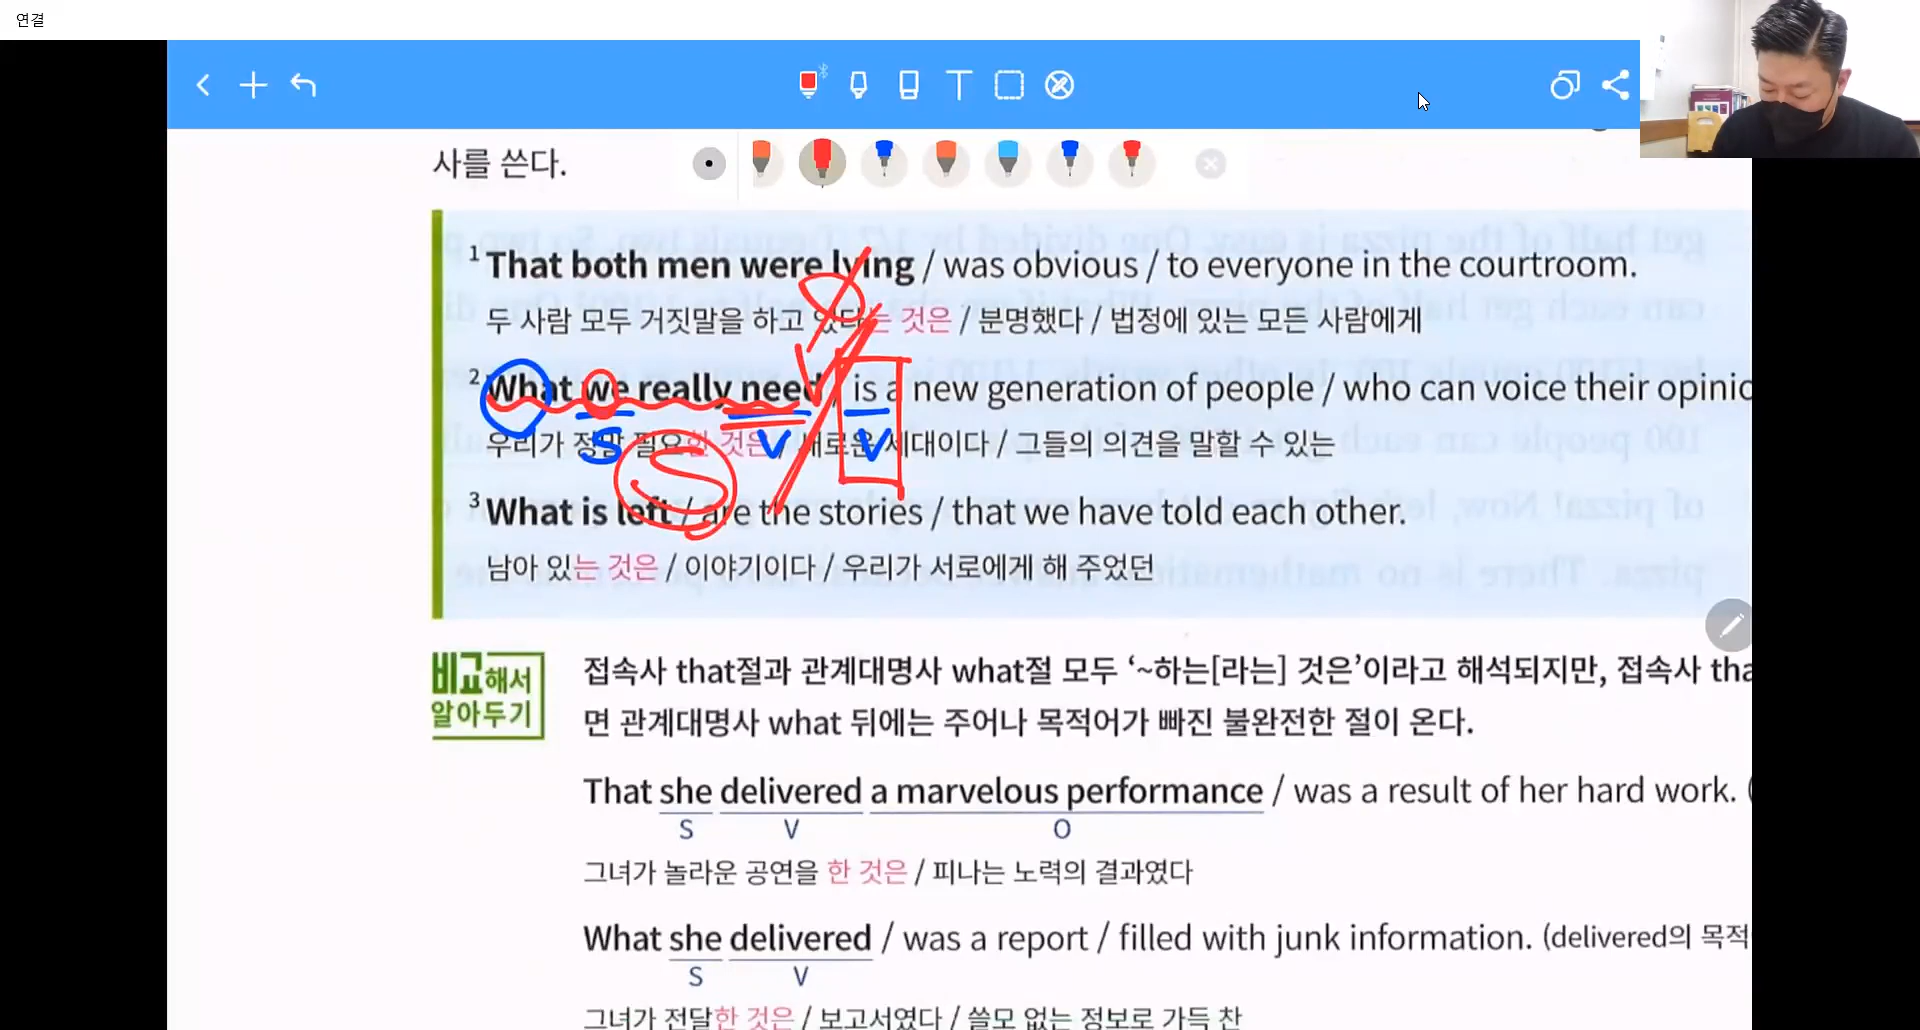 연결
사를 쓴다.
1 That both men were lying / was obvious / to everyone in the courtroom.
두 사람 모두 거짓말을 하고 있다는 것은 / 분명했다 / 법정에 있는 모든 사람에게
2 What we really need / is a new generation of people / who can voice their opinio
우리가 정말 필요한 것은 새로운 세대이다 / 그들의 의견을 말할 수 있는
S V V
S
3 What is left / are the stories / that we have told each other.
남아 있는 것은 / 이야기이다 / 우리가 서로에게 해 주었던
비교해서
알아두기
접속사 that절과 관계대명사 what절 모두 ‘~하는[라는] 것은’이라고 해석되지만, 접속사 tha
면 관계대명사 what 뒤에는 주어나 목적어가 빠진 불완전한 절이 온다.
That she delivered a marvelous performance / was a result of her hard work. (
S V O
그녀가 놀라운 공연을 한 것은 / 피나는 노력의 결과였다
What she delivered / was a report / filled with junk information. (delivered의 목적
S V
그녀가 전달한 것은 / 보고서였다 / 쓸모 없는 정보로 가득 찬